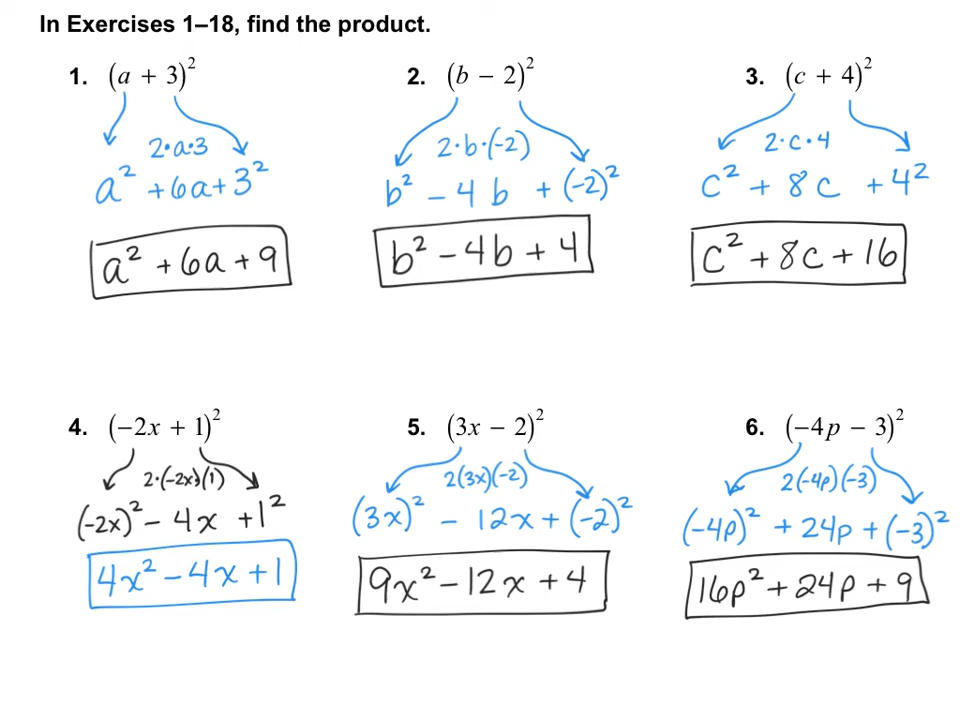 In Exercises 1–18, find the product.
1. (a + 3)²
2·a·3
a² + 6a + 3²
a² + 6a + 9
2. (b − 2)²
2·b·(-2)
b² − 4b + (-2)²
b² − 4b + 4
3. (c + 4)²
2·c·4
c² + 8c + 4²
c² + 8c + 16
4. (−2x + 1)²
2·(-2x)(1)
(-2x)² − 4x + 1²
4x² − 4x + 1
5. (3x − 2)²
2(3x)(-2)
(3x)² − 12x + (-2)²
9x² − 12x + 4
6. (−4p − 3)²
2(-4p)(-3)
(-4p)² + 24p + (-3)²
16p² + 24p + 9